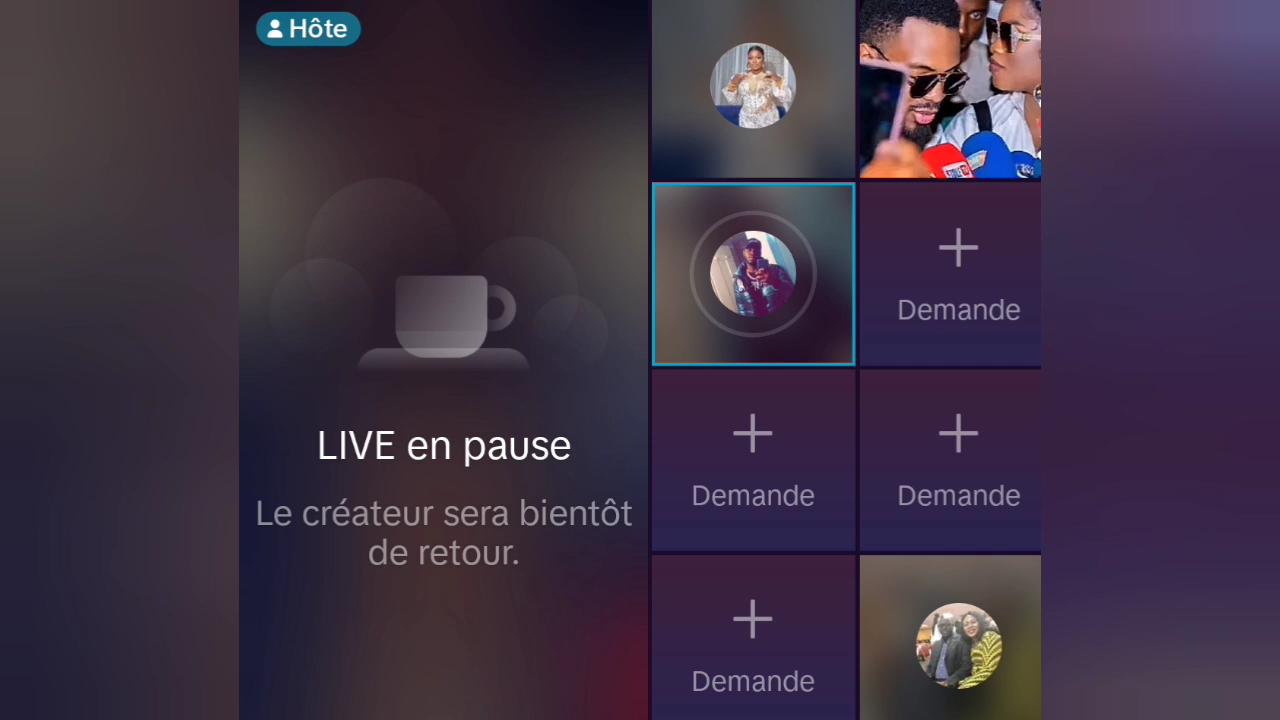 Hôte
LIVE en pause
Le créateur sera bientôt
de retour.
Demande
Demande
Demande
Demande